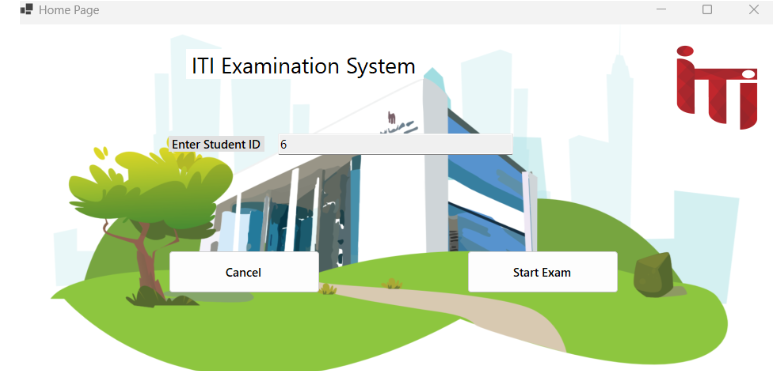 Home Page
ITI Examination System
iTi
Enter Student ID 6
Cancel Start Exam